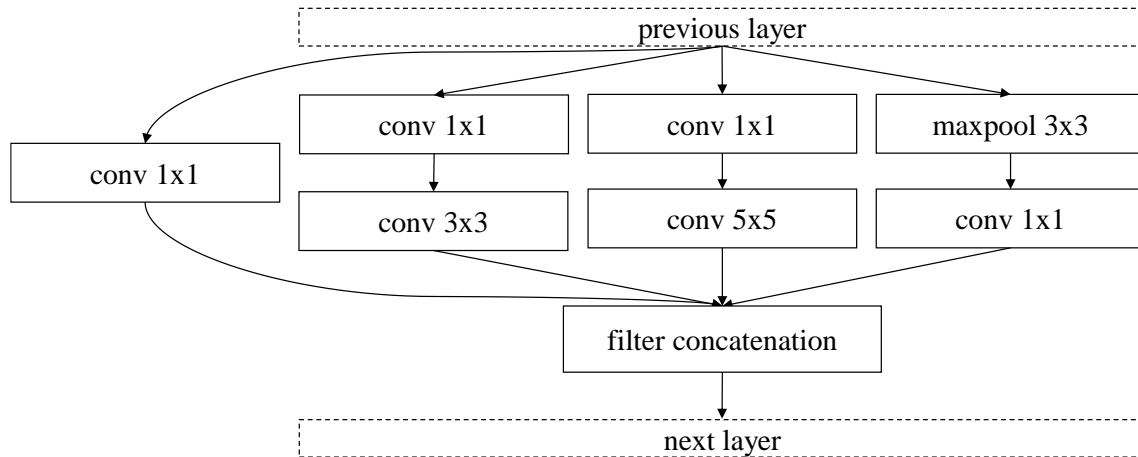 previous layer
conv 1x1
conv 1x1
maxpool 3x3
conv 1x1
conv 3x3
conv 5x5
conv 1x1
filter concatenation
next layer